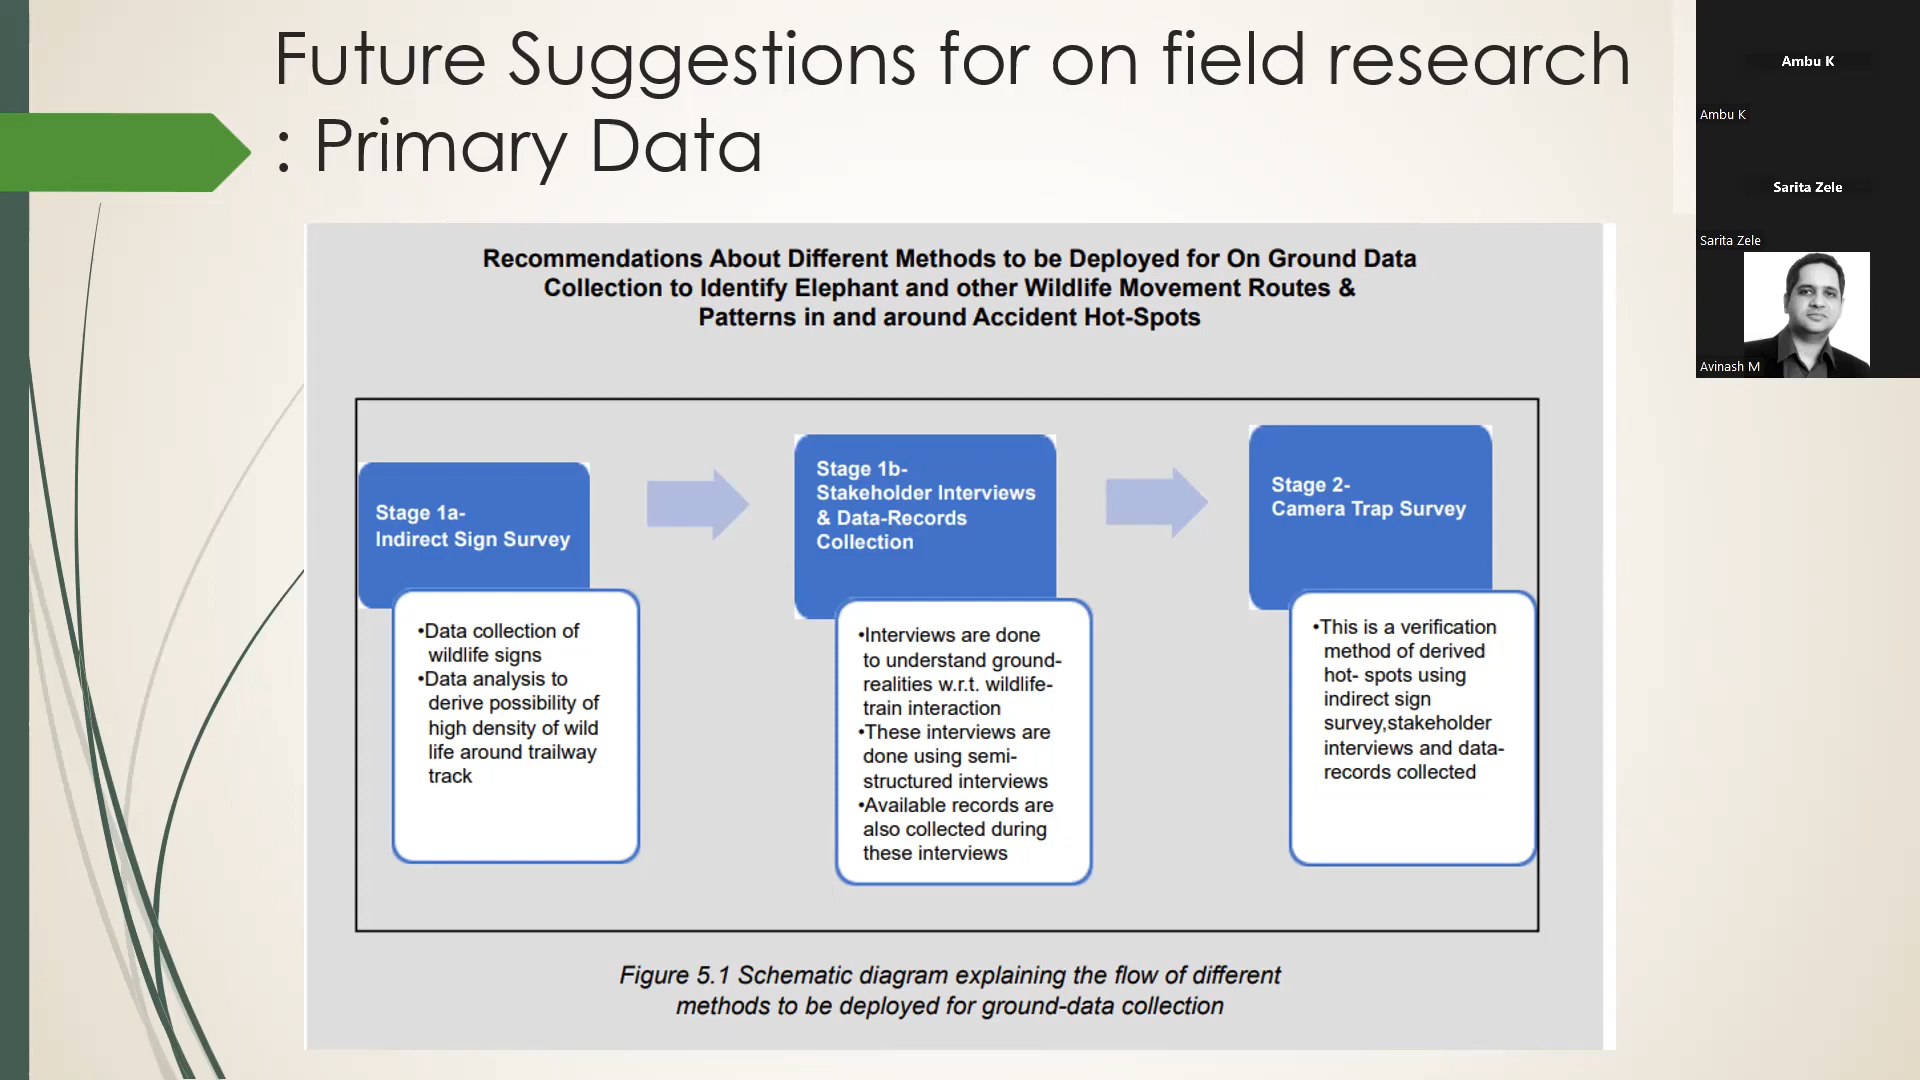 Future Suggestions for on field research
: Primary Data
Recommendations About Different Methods to be Deployed for On Ground Data
Collection to Identify Elephant and other Wildlife Movement Routes &
Patterns in and around Accident Hot-Spots
Stage 1a-
Indirect Sign Survey
•Data collection of
wildlife signs
•Data analysis to
derive possibility of
high density of wild
life around trailway
track
Stage 1b-
Stakeholder Interviews
& Data-Records
Collection
•Interviews are done
to understand ground-
realities w.r.t. wildlife-
train interaction
•These interviews are
done using semi-
structured interviews
•Available records are
also collected during
these interviews
Stage 2-
Camera Trap Survey
•This is a verification
method of derived
hot- spots using
indirect sign
survey,stakeholder
interviews and data-
records collected
Figure 5.1 Schematic diagram explaining the flow of different
methods to be deployed for ground-data collection
Ambu K
Ambu K
Sarita Zele
Sarita Zele
Avinash M